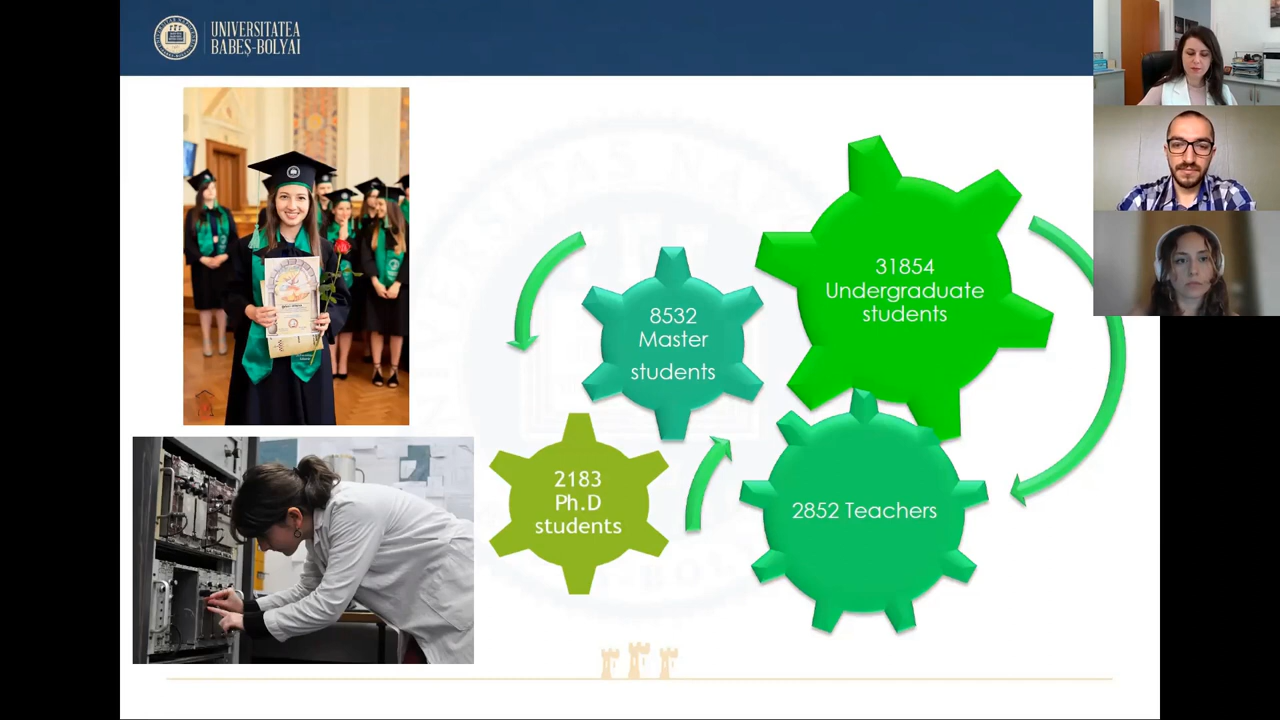 UNIVERSITATEA
BABEȘ-BOLYAI
31854
Undergraduate
students
8532
Master
students
2183
Ph.D
students
2852 Teachers